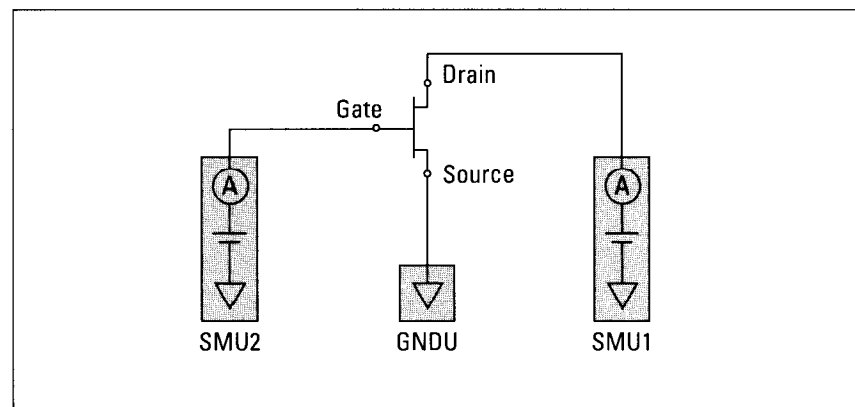 Drain
Gate
Source
A
A
SMU2
GNDU
SMU1